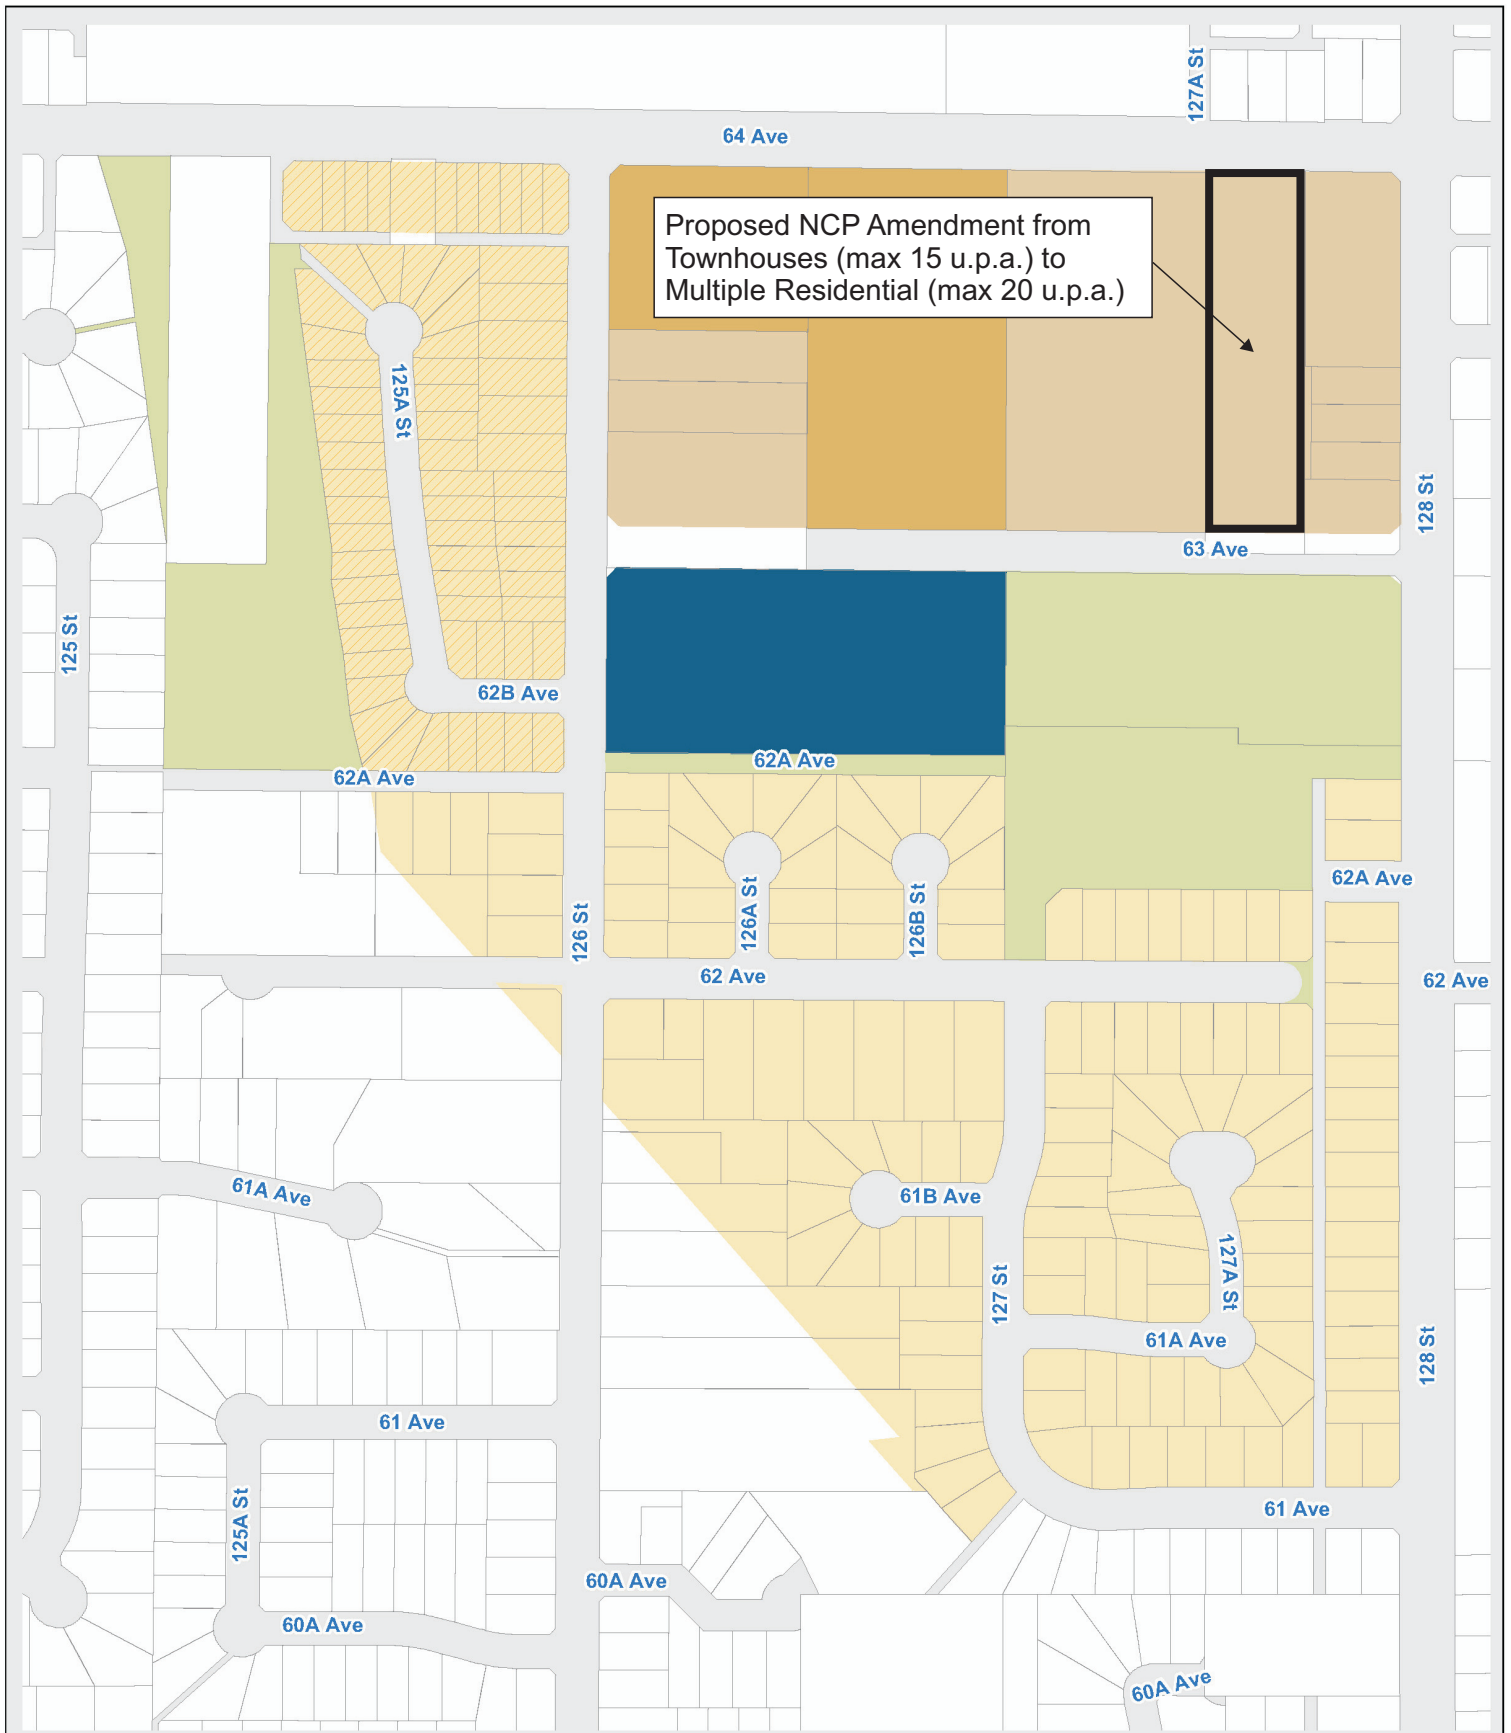 127A St
64 Ave
Proposed NCP Amendment from
Townhouses (max 15 u.p.a.) to
Multiple Residential (max 20 u.p.a.)
125A St
128 St
63 Ave
125 St
62B Ave
62A Ave
62A Ave
62A Ave
126 St
126A St
126B St
62 Ave
62 Ave
61A Ave
61B Ave
127 St
127A St
61A Ave
128 St
61 Ave
125A St
61 Ave
60A Ave
60A Ave
60A Ave